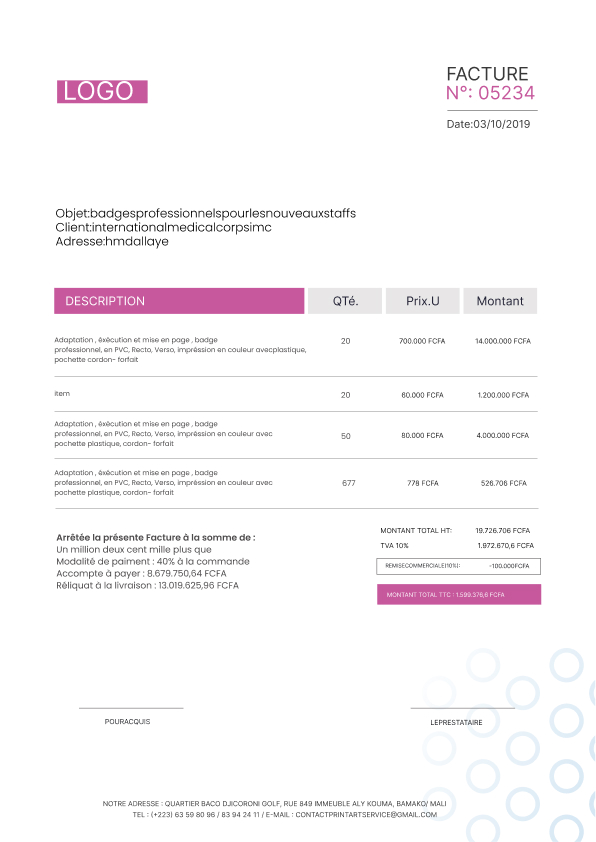 LOGO
FACTURE
N°: 05234
Date:03/10/2019
Objet:badgesprofessionnelspourlesnouveauxstaffs
Client:internationalmedicalcorpsimc
Adresse:hmdallaye
DESCRIPTION QTé. Prix.U Montant
Adaptation , éxécution et mise en page , badge
professionnel, en PVC, Recto, Verso, impréssion en couleur avecplastique,
pochette cordon- forfait
20 700.000 FCFA 14.000.000 FCFA
item 20 60.000 FCFA 1.200.000 FCFA
Adaptation , éxécution et mise en page , badge
professionnel, en PVC, Recto, Verso, impréssion en couleur avec
pochette plastique, cordon- forfait
50 80.000 FCFA 4.000.000 FCFA
Adaptation , éxécution et mise en page , badge
professionnel, en PVC, Recto, Verso, impréssion en couleur avec
pochette plastique, cordon- forfait
677 778 FCFA 526.706 FCFA
MONTANT TOTAL HT: 19.726.706 FCFA
TVA 10% 1.972.670,6 FCFA
REMISECOMMERCIALE(10%): -100.000FCFA
MONTANT TOTAL TTC : 1.599.376,6 FCFA
Arrêtée la présente Facture à la somme de :
Un million deux cent mille plus que
Modalité de paiment : 40% à la commande
Accompte à payer : 8.679.750,64 FCFA
Réliquat à la livraison : 13.019.625,96 FCFA
POURACQUIS
LEPRESTATAIRE
NOTRE ADRESSE : QUARTIER BACO DJICORONI GOLF, RUE 849 IMMEUBLE ALY KOUMA, BAMAKO/ MALI
TEL : (+223) 63 59 80 96 / 83 94 24 11 / E-MAIL : CONTACTPRINTARTSERVICE@GMAIL.COM